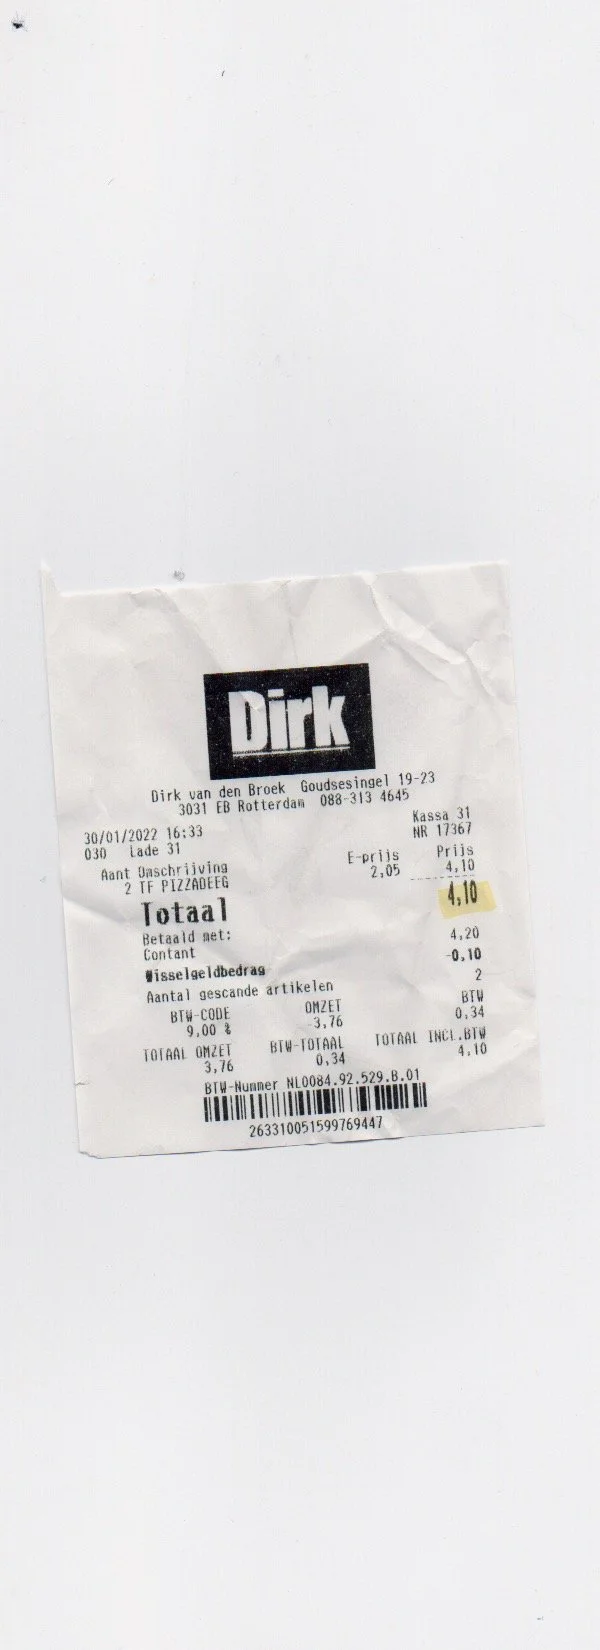 Dirk
Dirk van den Broek Goudsesingel 19-23
3031 EB Rotterdam 088-313 4645
Kassa 31
30/01/2022 16:33 NR 17367
030 Lade 31
Aant Omschrijving E-prijs Prijs
2 TF PIZZADEEG 2,05 4,10
Totaal 4,10
Betaald met:
Contant 4,20
Wisselgeldbedrag -0,10
Aantal gescande artikelen 2
BTW-CODE OMZET BTW
9,00 % 3,76 0,34
TOTAAL OMZET BTW-TOTAAL TOTAAL INCL.BTW
3,76 0,34 4,10
BTW-Nummer NL0084.92.529.B.01
263310051599769447